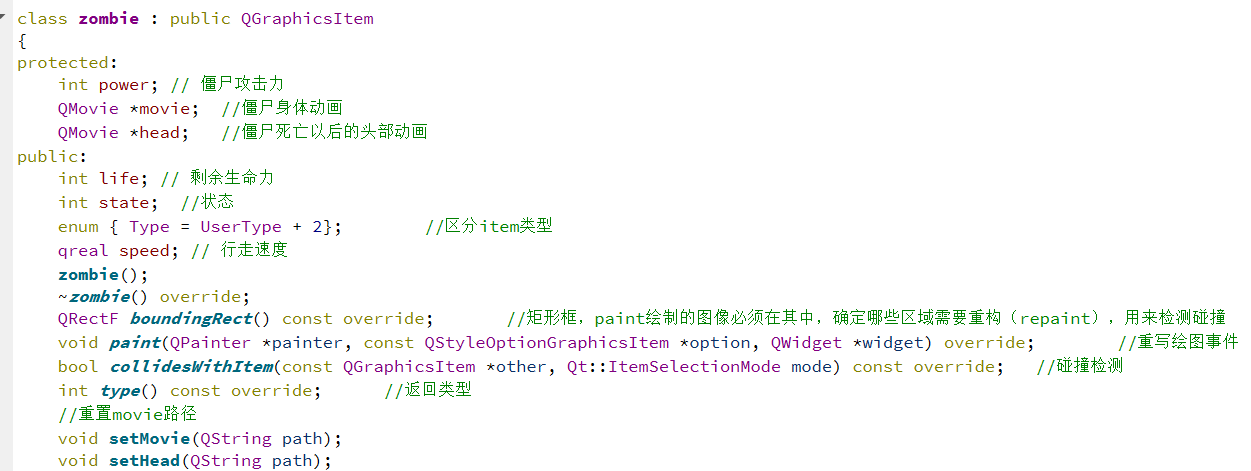 class zombie : public QGraphicsItem
{
protected:
    int power; // 僵尸攻击力
    QMovie *movie;  //僵尸身体动画
    QMovie *head;   //僵尸死亡以后的头部动画
public:
    int life; // 剩余生命力
    int state;  //状态
    enum { Type = UserType + 2};        //区分item类型
    qreal speed; // 行走速度
    zombie();
    ~zombie() override;
    QRectF boundingRect() const override;       //矩形框，paint绘制的图像必须在其中，确定哪些区域需要重构（repaint），用来检测碰撞
    void paint(QPainter *painter, const QStyleOptionGraphicsItem *option, QWidget *widget) override;        //重写绘图事件
    bool collidesWithItem(const QGraphicsItem *other, Qt::ItemSelectionMode mode) const override;   //碰撞检测
    int type() const override;      //返回类型
    //重置movie路径
    void setMovie(QString path);
    void setHead(QString path);